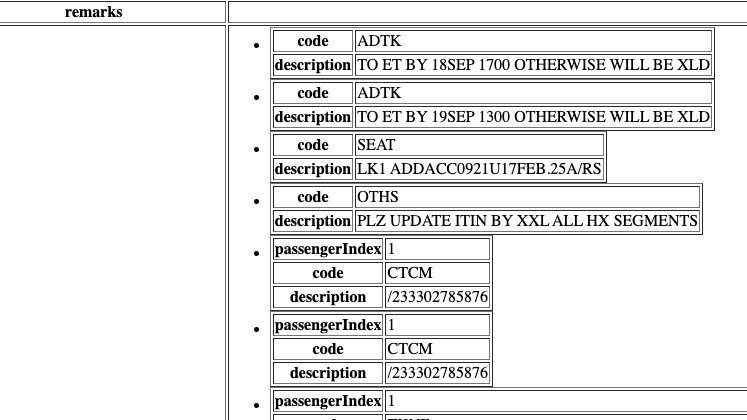 remarks
code ADTK
description TO ET BY 18SEP 1700 OTHERWISE WILL BE XLD
code ADTK
description TO ET BY 19SEP 1300 OTHERWISE WILL BE XLD
code SEAT
description LK1 ADDACC0921U17FEB.25A/RS
code OTHS
description PLZ UPDATE ITIN BY XXL ALL HX SEGMENTS
passengerIndex 1
code CTCM
description /233302785876
passengerIndex 1
code CTCM
description /233302785876
passengerIndex 1